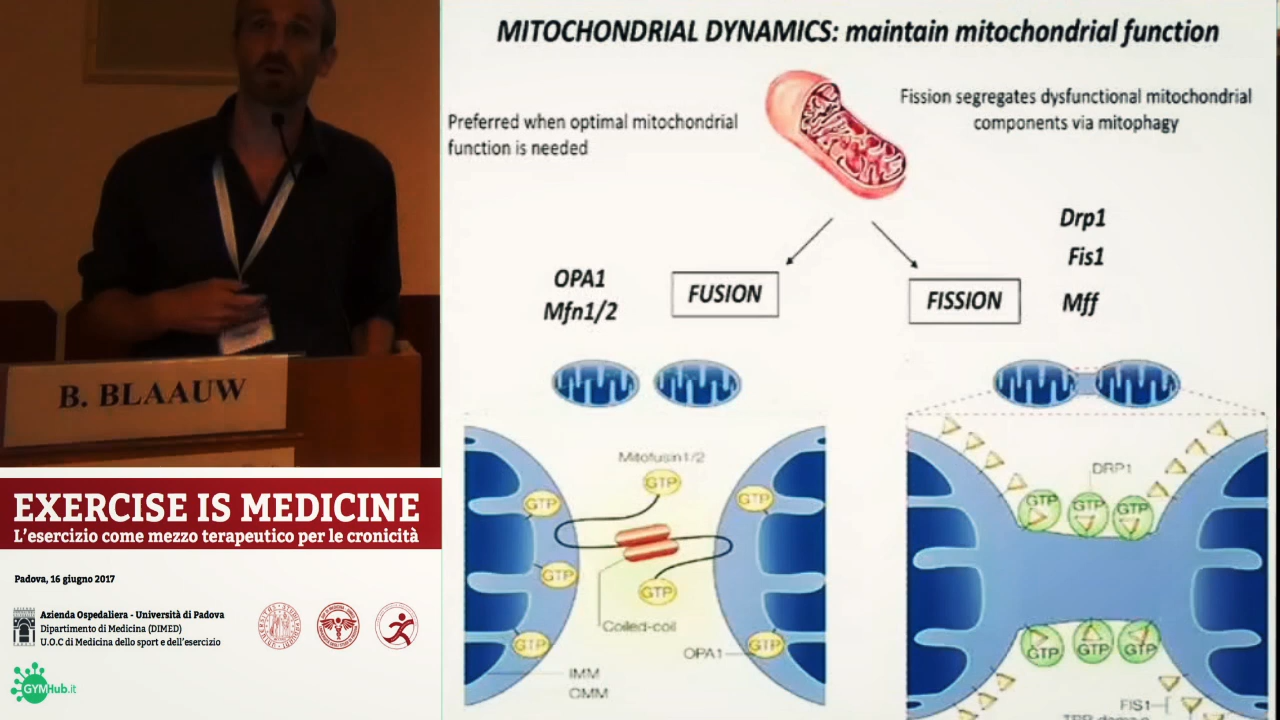 MITOCHONDRIAL DYNAMICS: maintain mitochondrial function
Preferred when optimal mitochondrial
function is needed
Fission segregates dysfunctional mitochondrial
components via mitophagy
OPA1
Mfn1/2
FUSION
FISSION
Drp1
Fis1
Mff
Mitofusin1/2
GTP
GTP
GTP
GTP
GTP
GTP
GTP
Coiled-coil
OPA1
IMM
OMM
DRP1
GTP
GTP
GTP
GTP
GTP
GTP
FIS1
B. BLAAUW
EXERCISE IS MEDICINE
L'esercizio come mezzo terapeutico per le cronicità
Padova, 16 giugno 2017
Azienda Ospedaliera - Università di Padova
Dipartimento di Medicina (DIMED)
U.O.C di Medicina dello sport e dell'esercizio
GYMHub.it